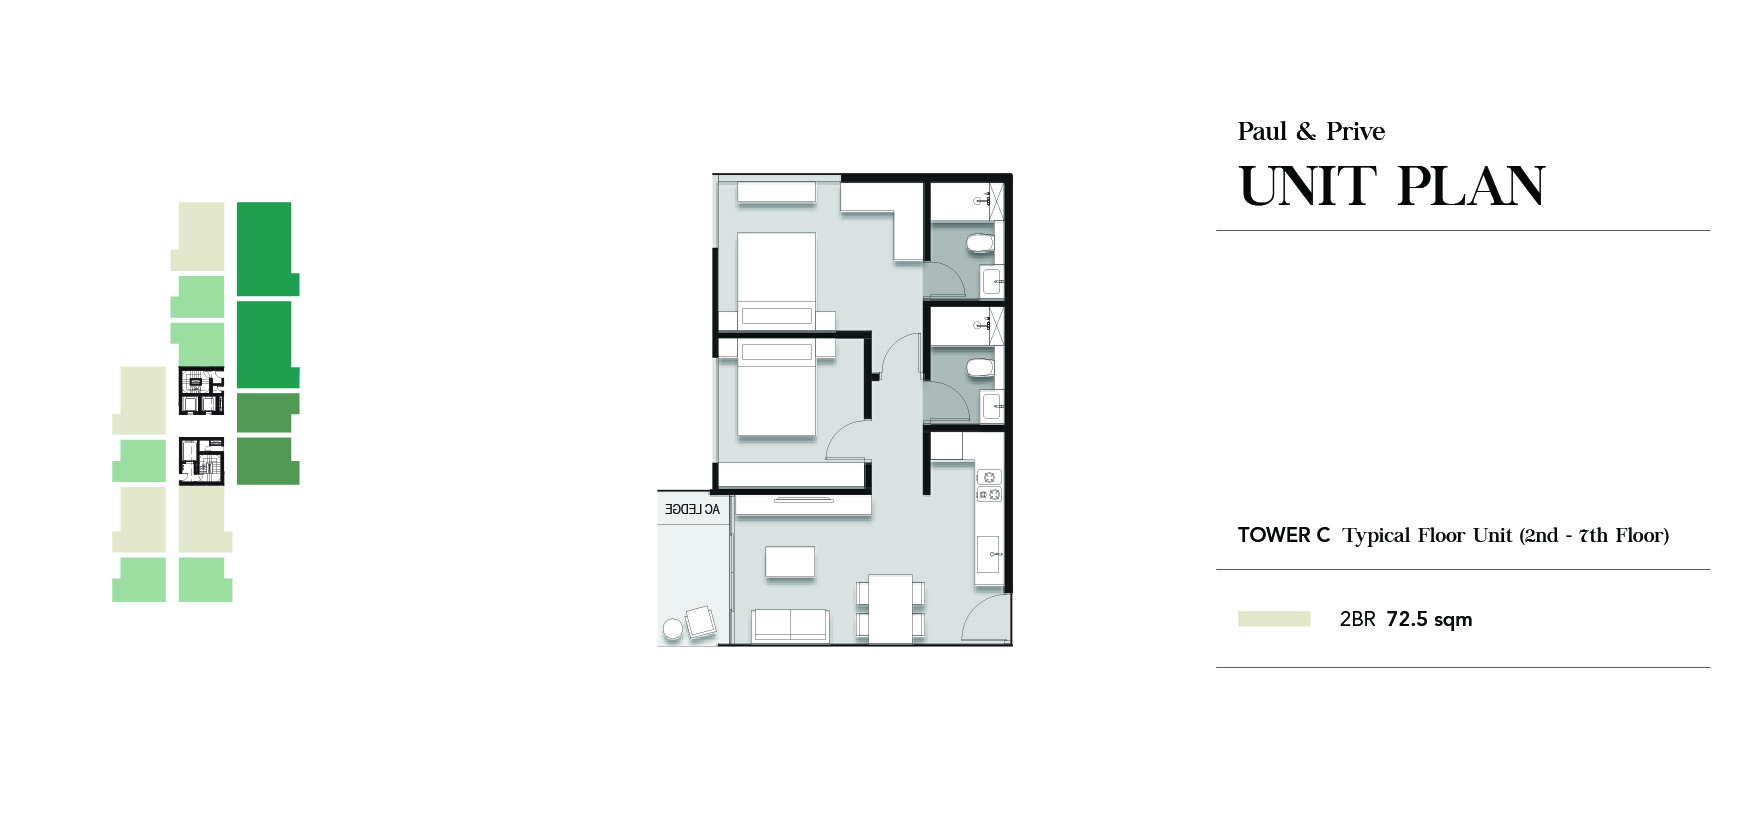 Paul & Prive
UNIT PLAN
AC LEDGE
TOWER C Typical Floor Unit (2nd - 7th Floor)
2BR 72.5 sqm